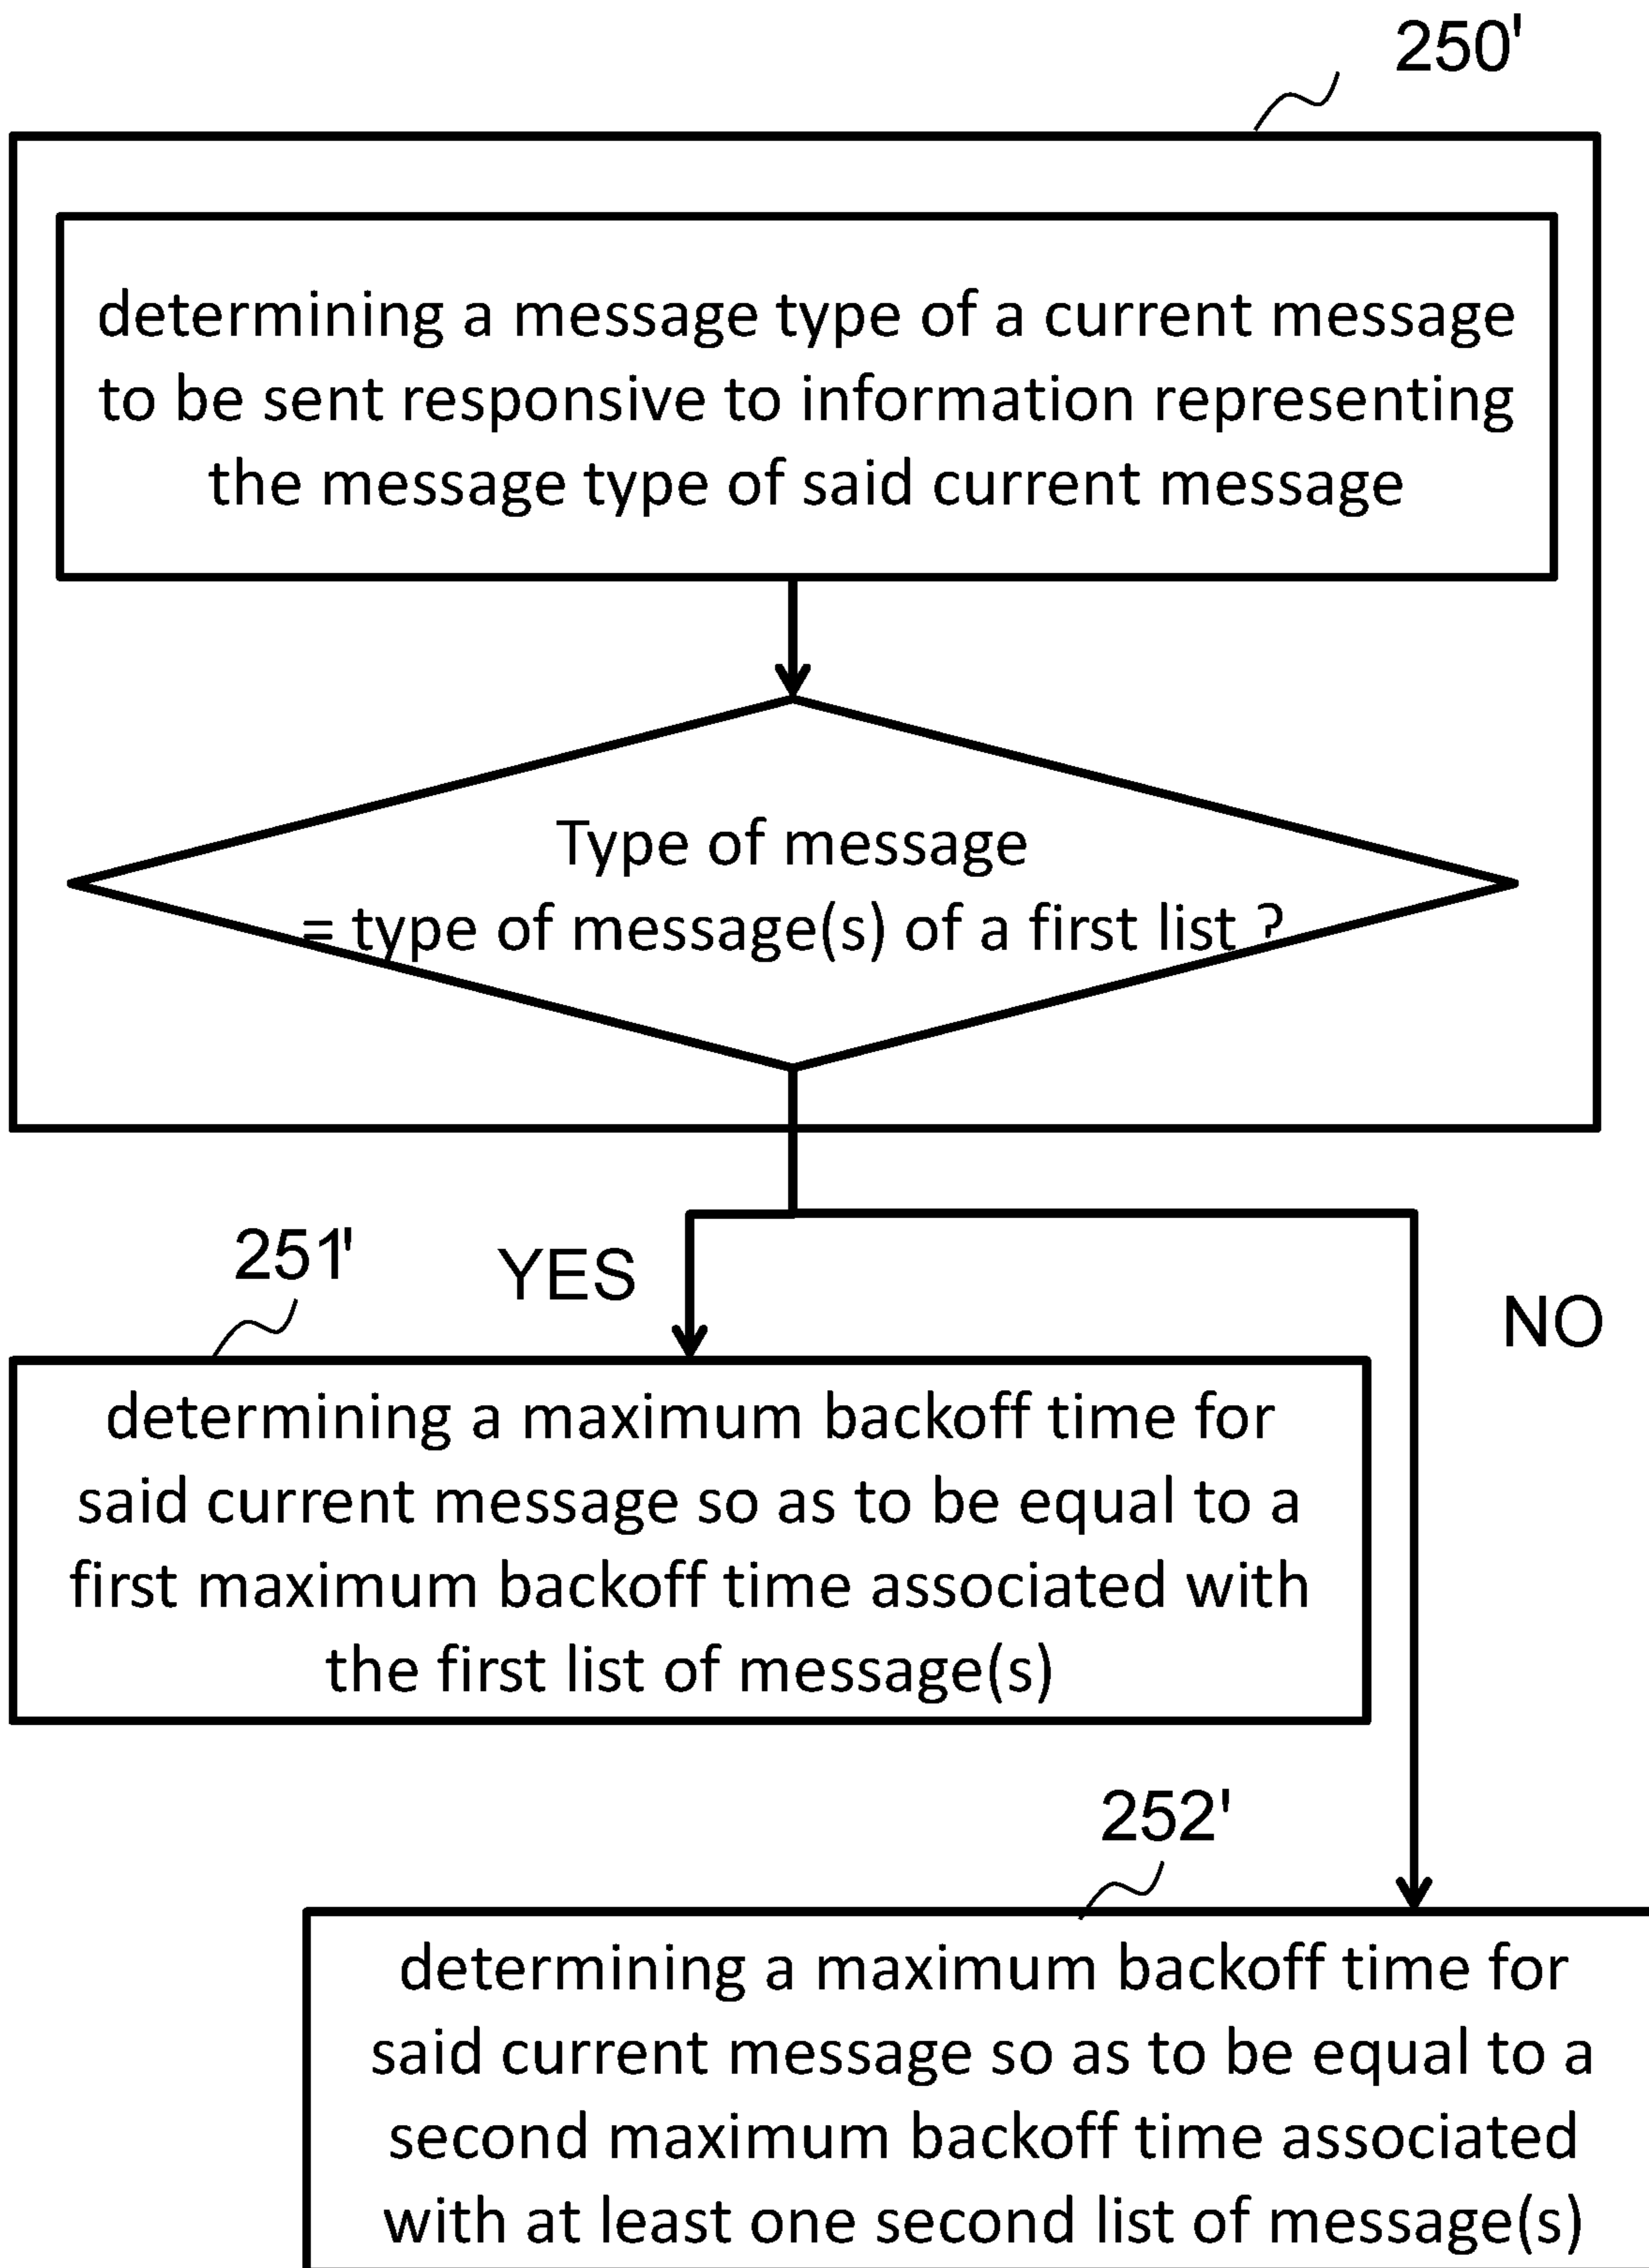 250'
determining a message type of a current message
to be sent responsive to information representing
the message type of said current message
Type of message
= type of message(s) of a first list ?
251'
YES
NO
determining a maximum backoff time for
said current message so as to be equal to a
first maximum backoff time associated with
the first list of message(s)
252'
determining a maximum backoff time for
said current message so as to be equal to a
second maximum backoff time associated
with at least one second list of message(s)